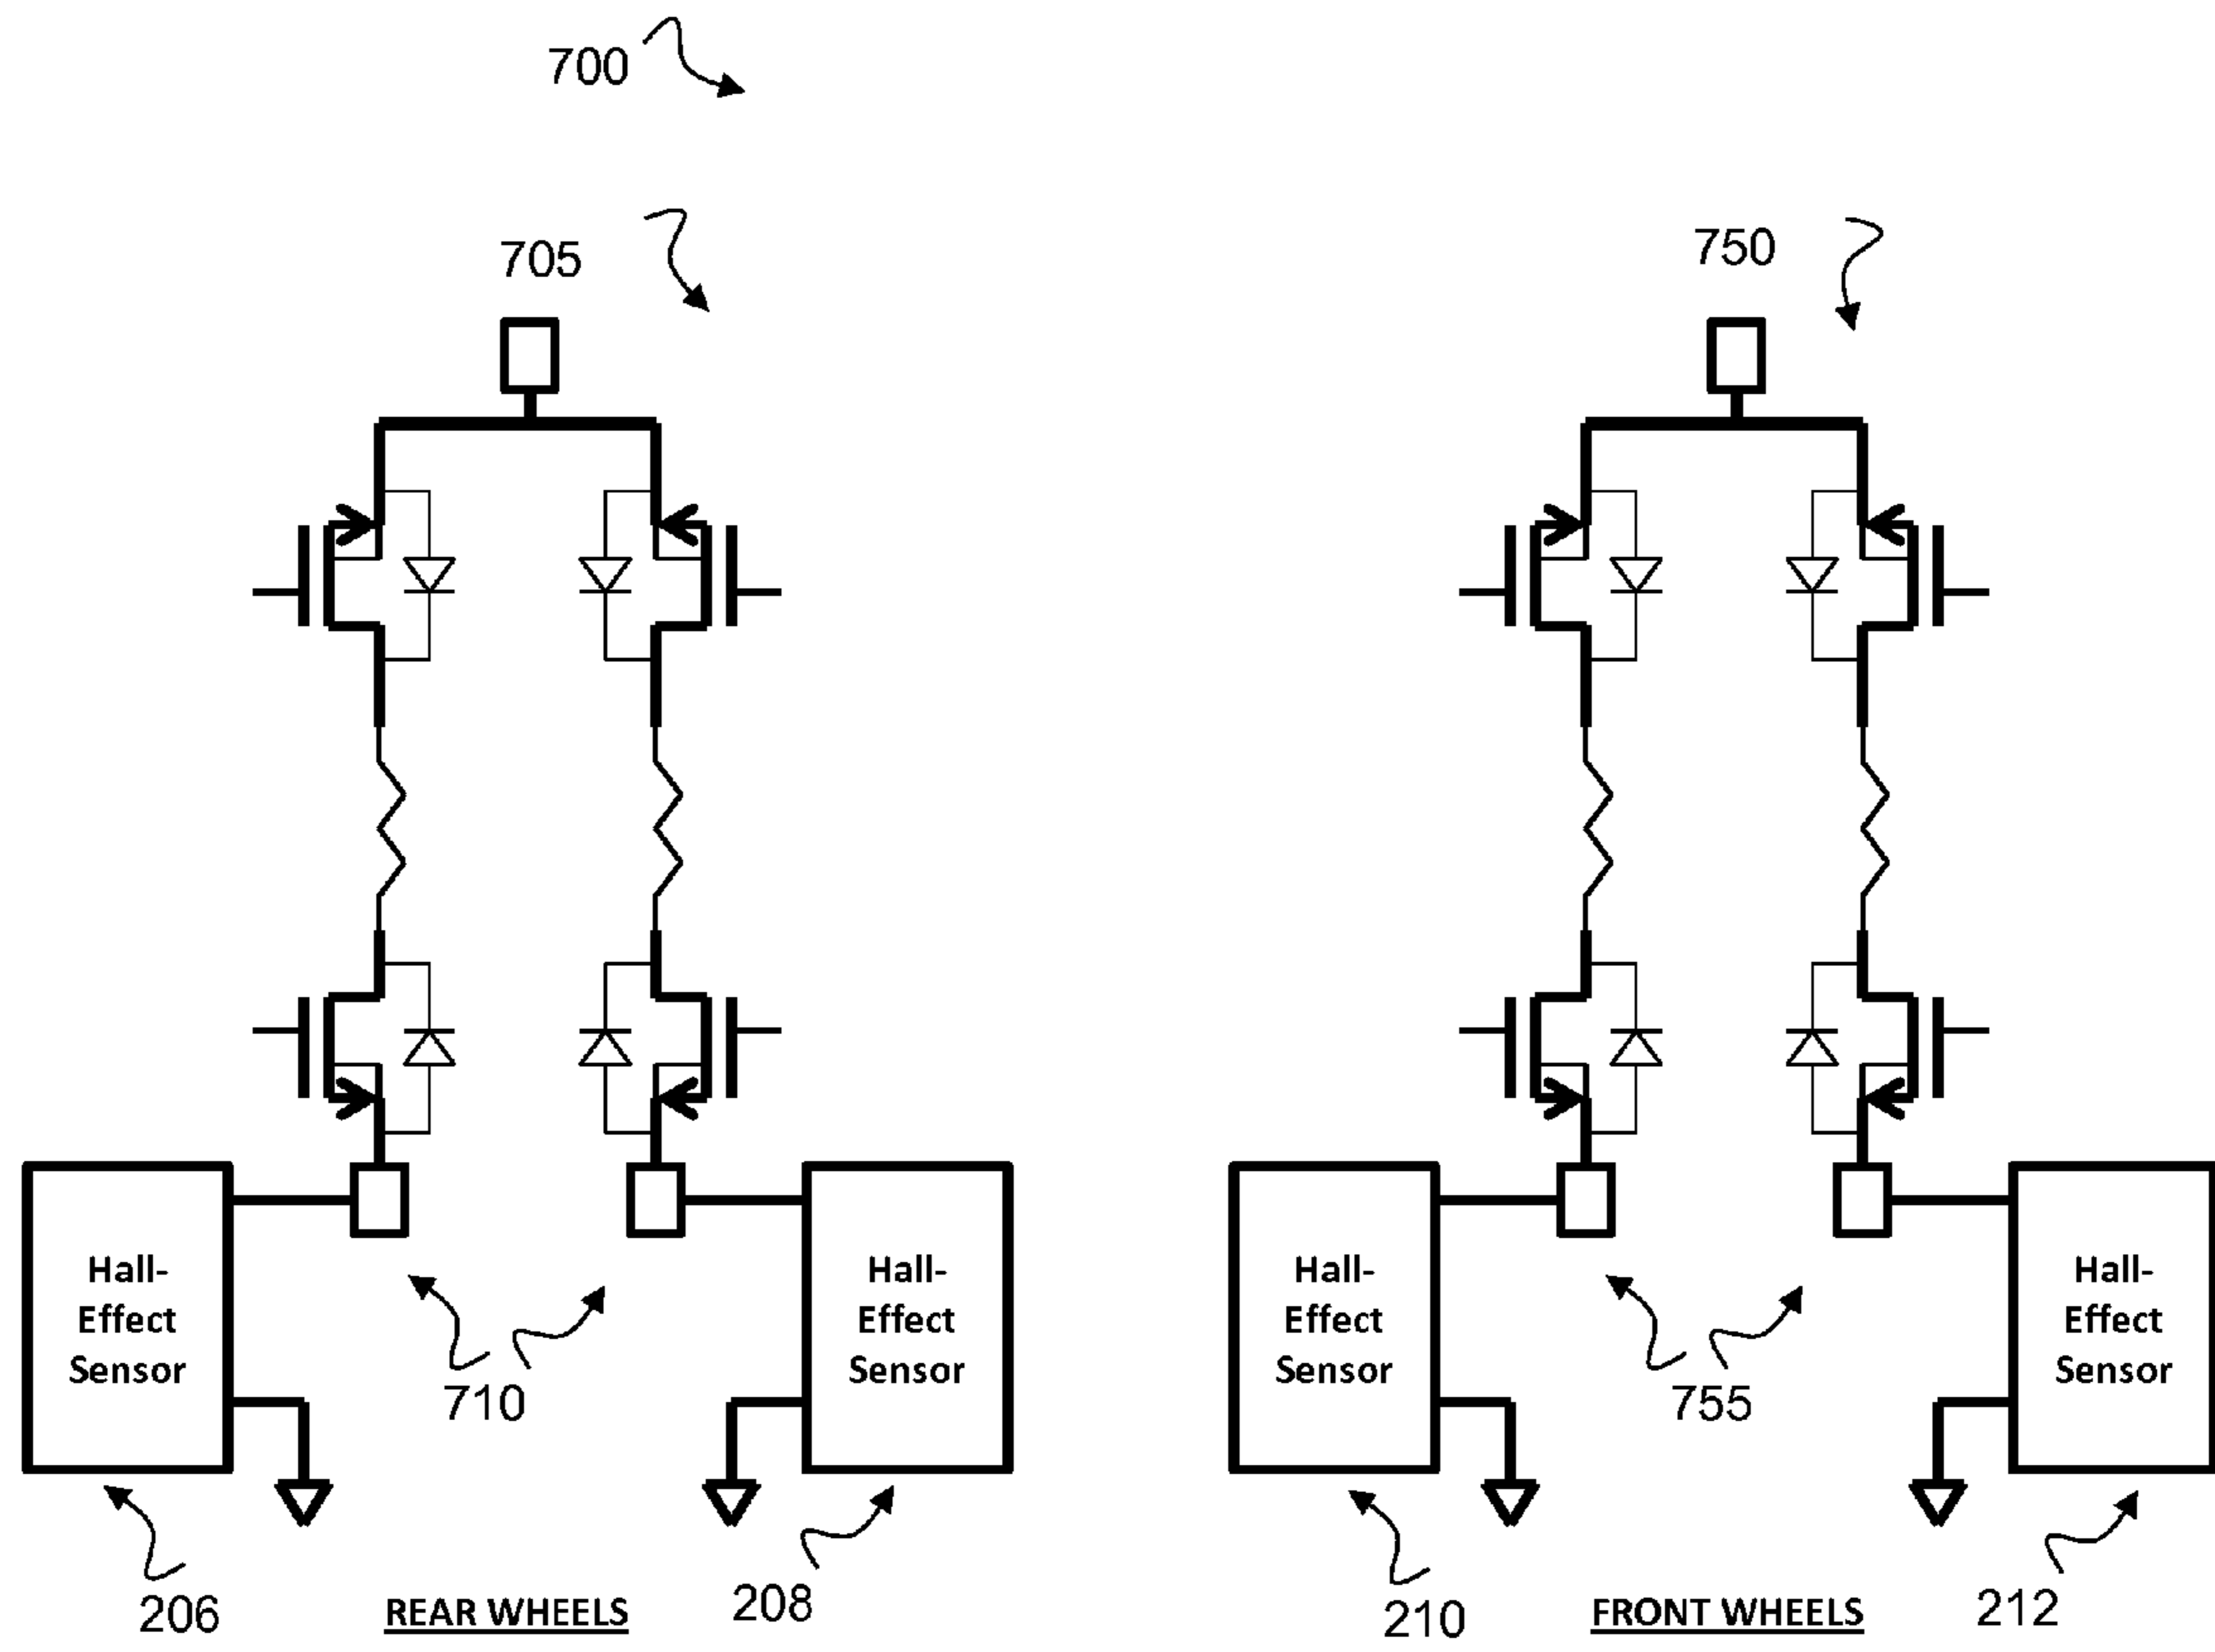 700
705
750
Hall-
Effect
Sensor
Hall-
Effect
Sensor
Hall-
Effect
Sensor
Hall-
Effect
Sensor
710
755
206
REAR WHEELS
208
210
FRONT WHEELS
212